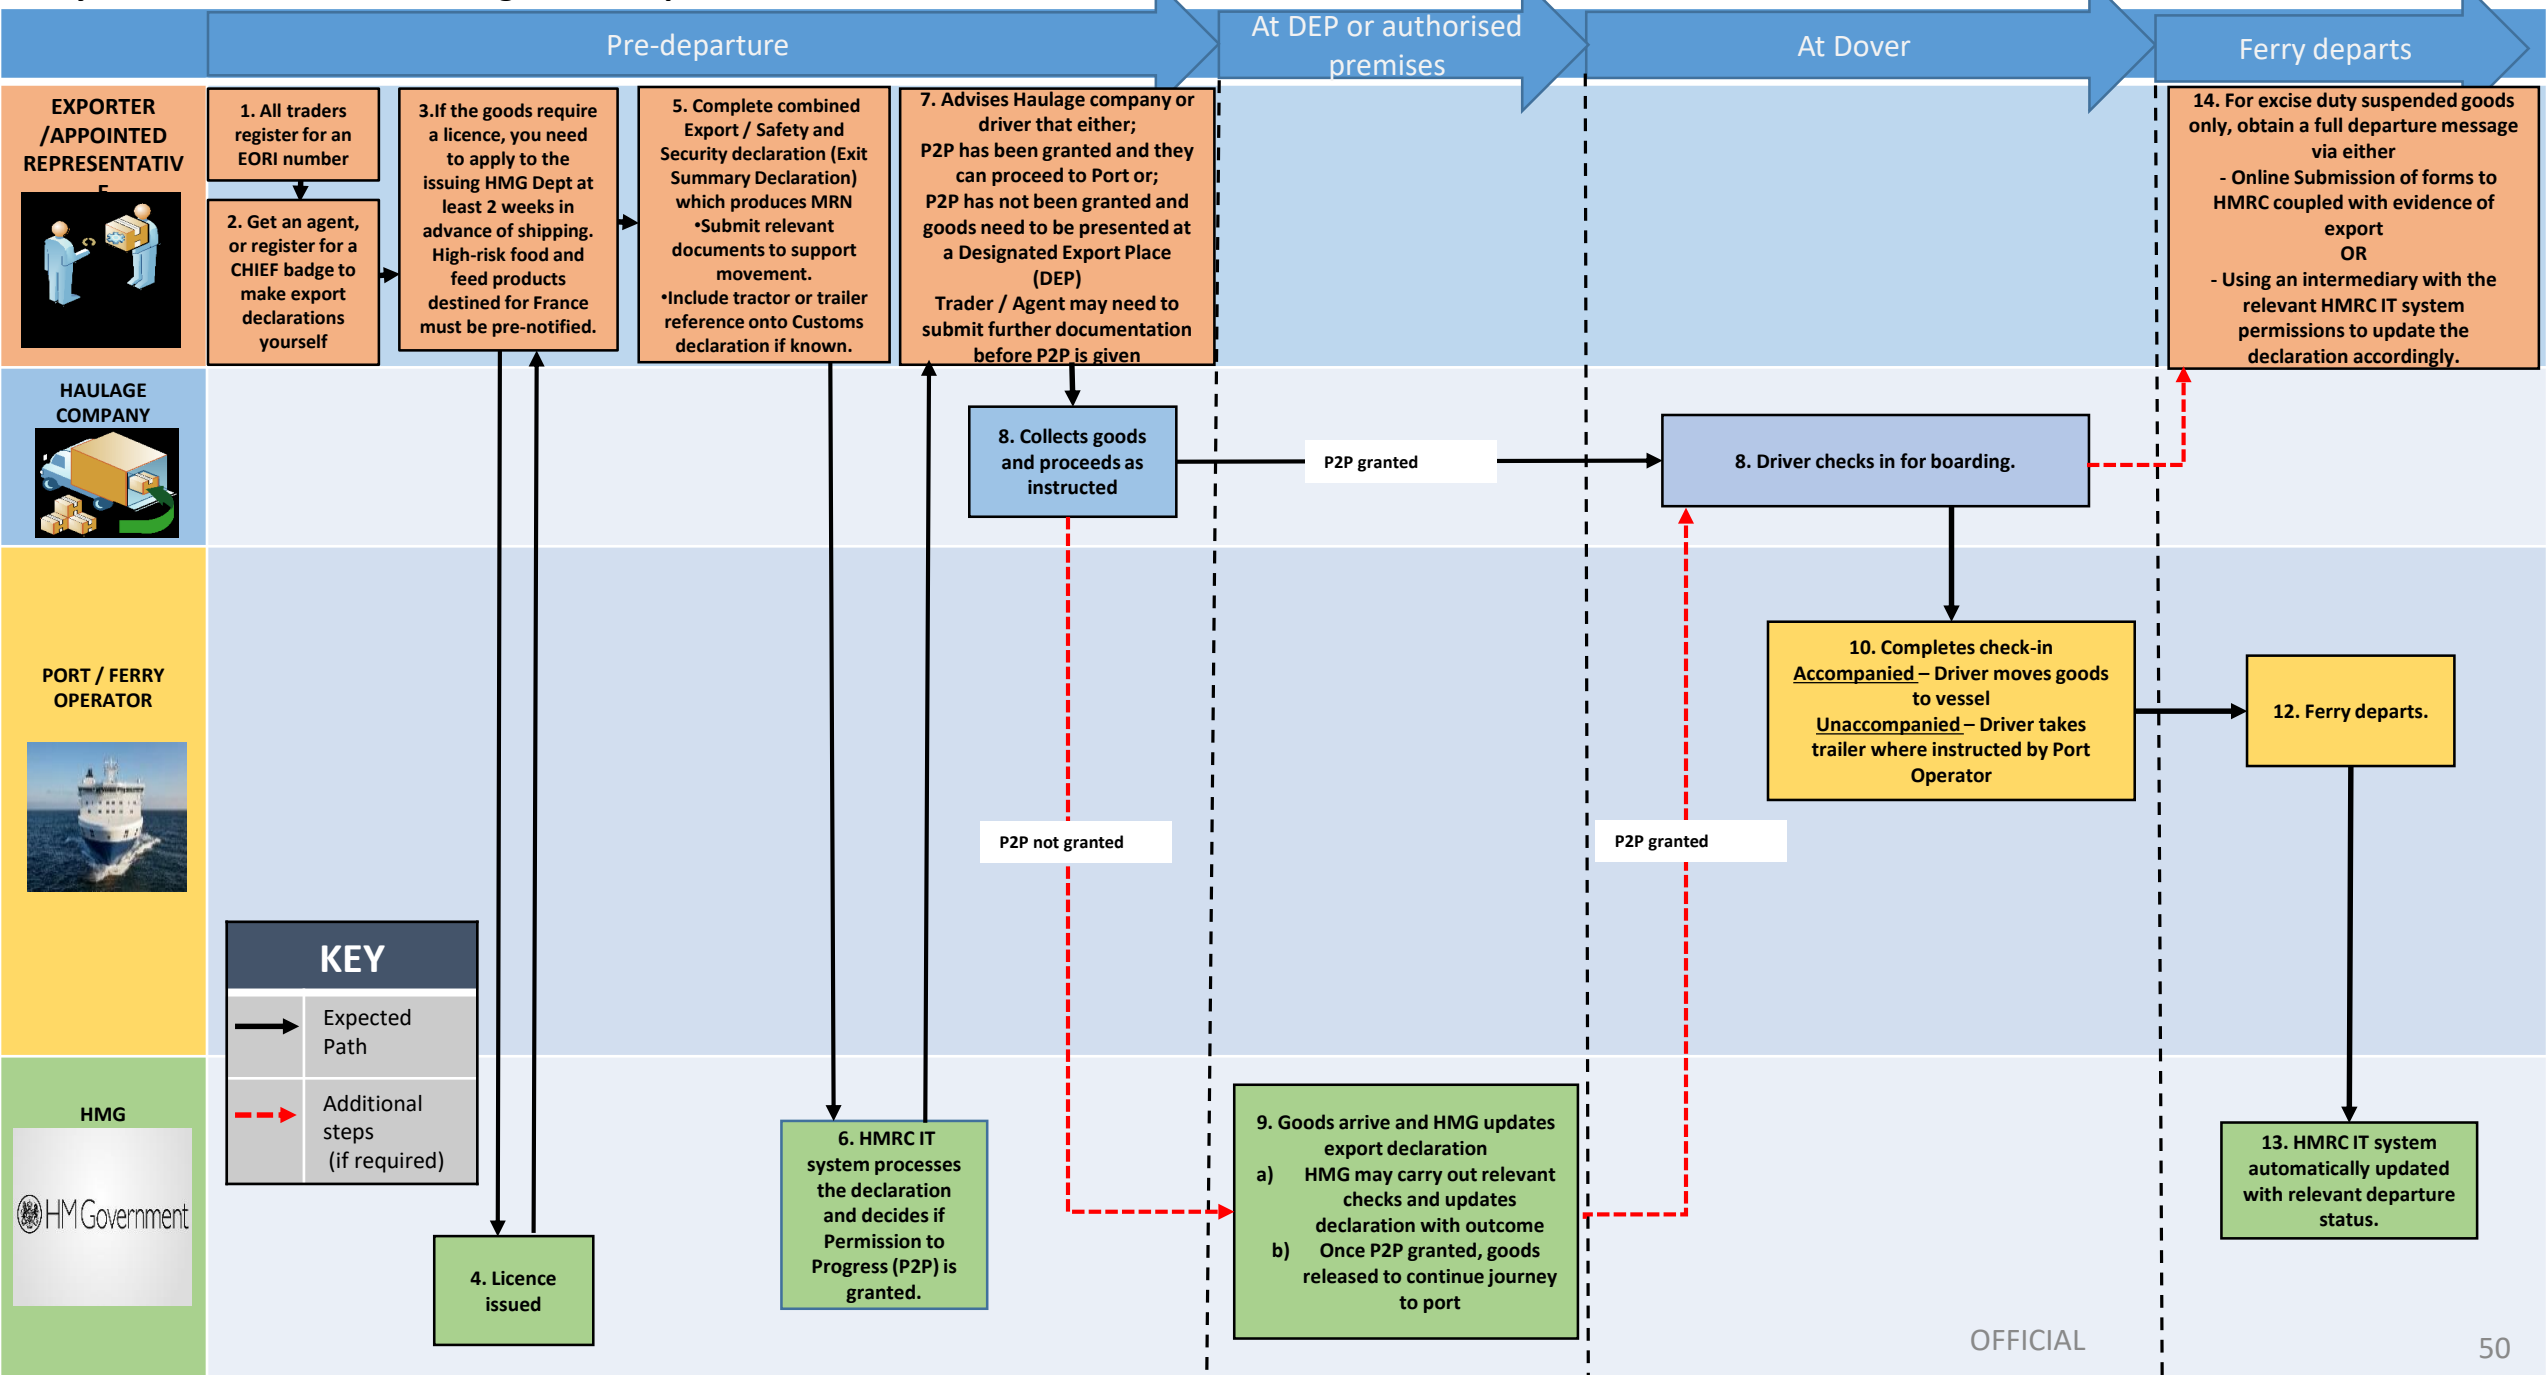 Pre-departure
At DEP or authorised
premises
At Dover
Ferry departs
EXPORTER
/APPOINTED
REPRESENTATIV
E
1. All traders
register for an
EORI number
2. Get an agent,
or register for a
CHIEF badge to
make export
declarations
yourself
3.If the goods require
a licence, you need
to apply to the
issuing HMG Dept at
least 2 weeks in
advance of shipping.
High-risk food and
feed products
destined for France
must be pre-notified.
5. Complete combined
Export / Safety and
Security declaration (Exit
Summary Declaration)
which produces MRN
•Submit relevant
documents to support
movement.
•Include tractor or trailer
reference onto Customs
declaration if known.
7. Advises Haulage company or
driver that either;
P2P has been granted and they
can proceed to Port or;
P2P has not been granted and
goods need to be presented at
a Designated Export Place
(DEP)
Trader / Agent may need to
submit further documentation
before P2P is given
14. For excise duty suspended goods
only, obtain a full departure message
via either
- Online Submission of forms to
HMRC coupled with evidence of
export
OR
- Using an intermediary with the
relevant HMRC IT system
permissions to update the
declaration accordingly.
HAULAGE
COMPANY
8. Collects goods
and proceeds as
instructed
P2P granted
8. Driver checks in for boarding.
PORT / FERRY
OPERATOR
10. Completes check-in
Accompanied – Driver moves goods
to vessel
Unaccompanied – Driver takes
trailer where instructed by Port
Operator
12. Ferry departs.
P2P not granted
P2P granted
KEY
Expected
Path
Additional
steps
(if required)
HMG
HM Government
4. Licence
issued
6. HMRC IT
system processes
the declaration
and decides if
Permission to
Progress (P2P) is
granted.
9. Goods arrive and HMG updates
export declaration
a) HMG may carry out relevant
checks and updates
declaration with outcome
b) Once P2P granted, goods
released to continue journey
to port
13. HMRC IT system
automatically updated
with relevant departure
status.
OFFICIAL
50